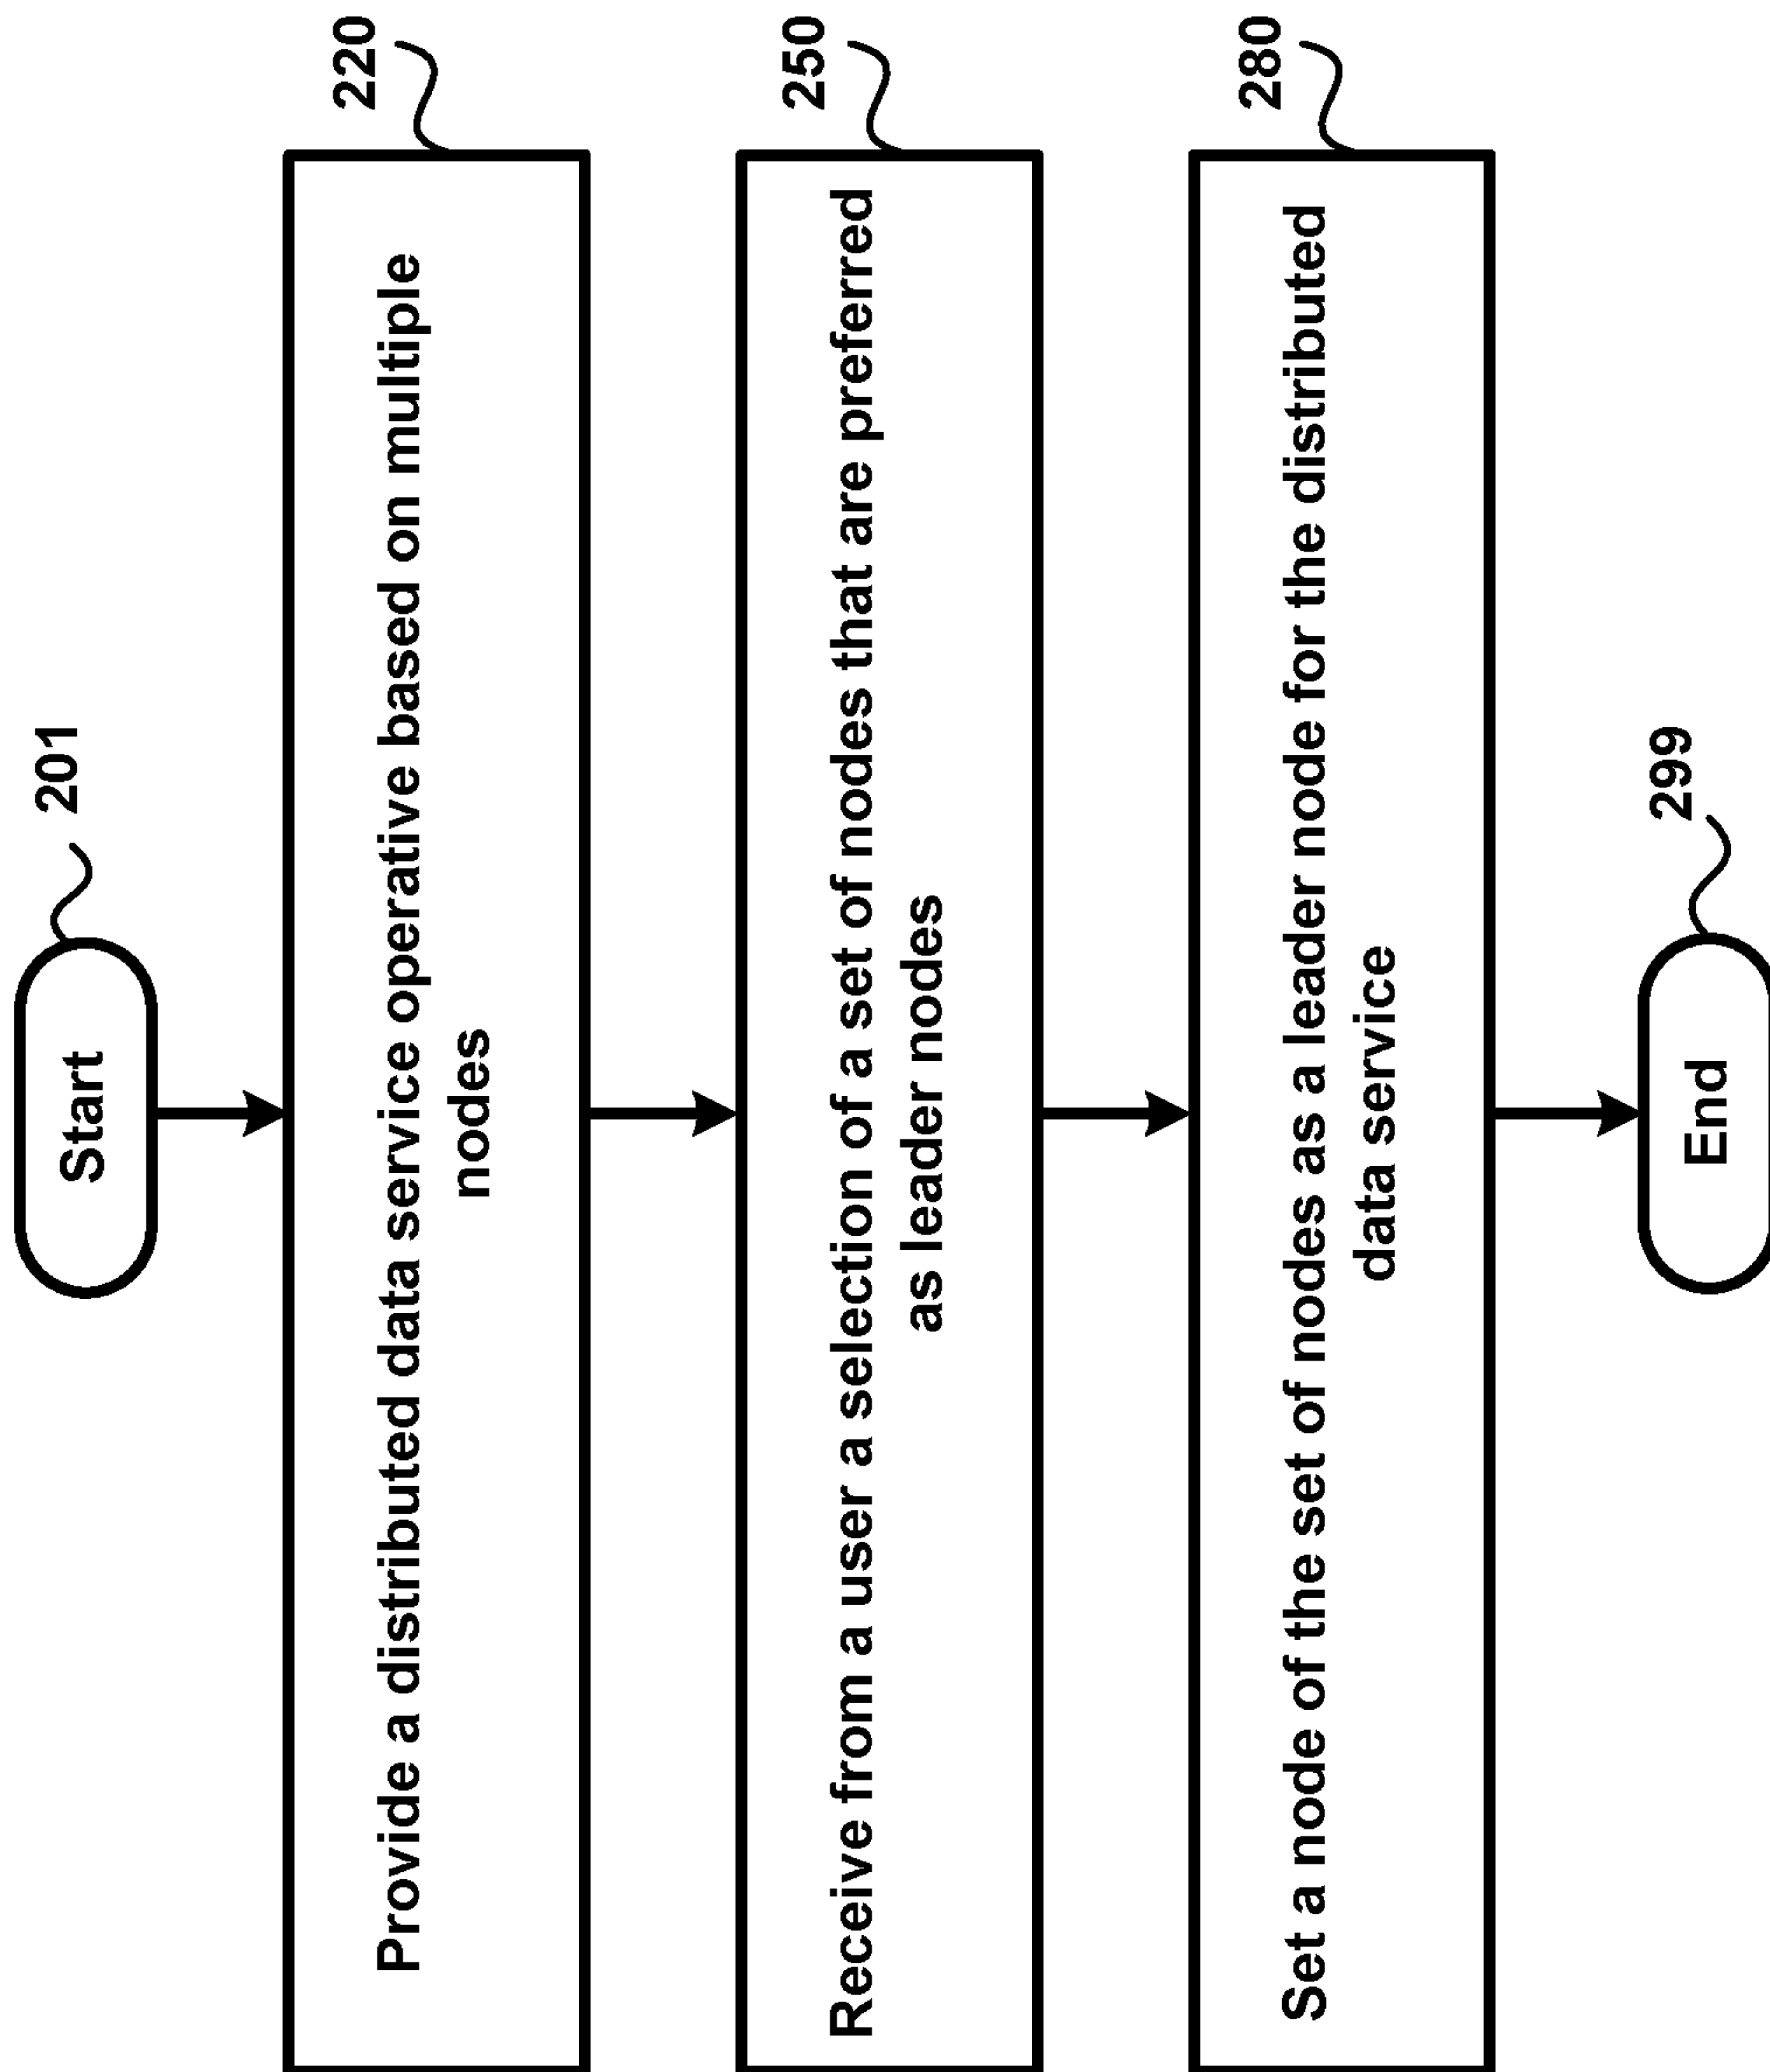 Start
201
Provide a distributed data service operative based on multiple
nodes
220
Receive from a user a selection of a set of nodes that are preferred
as leader nodes
250
Set a node of the set of nodes as a leader node for the distributed
data service
280
End
299